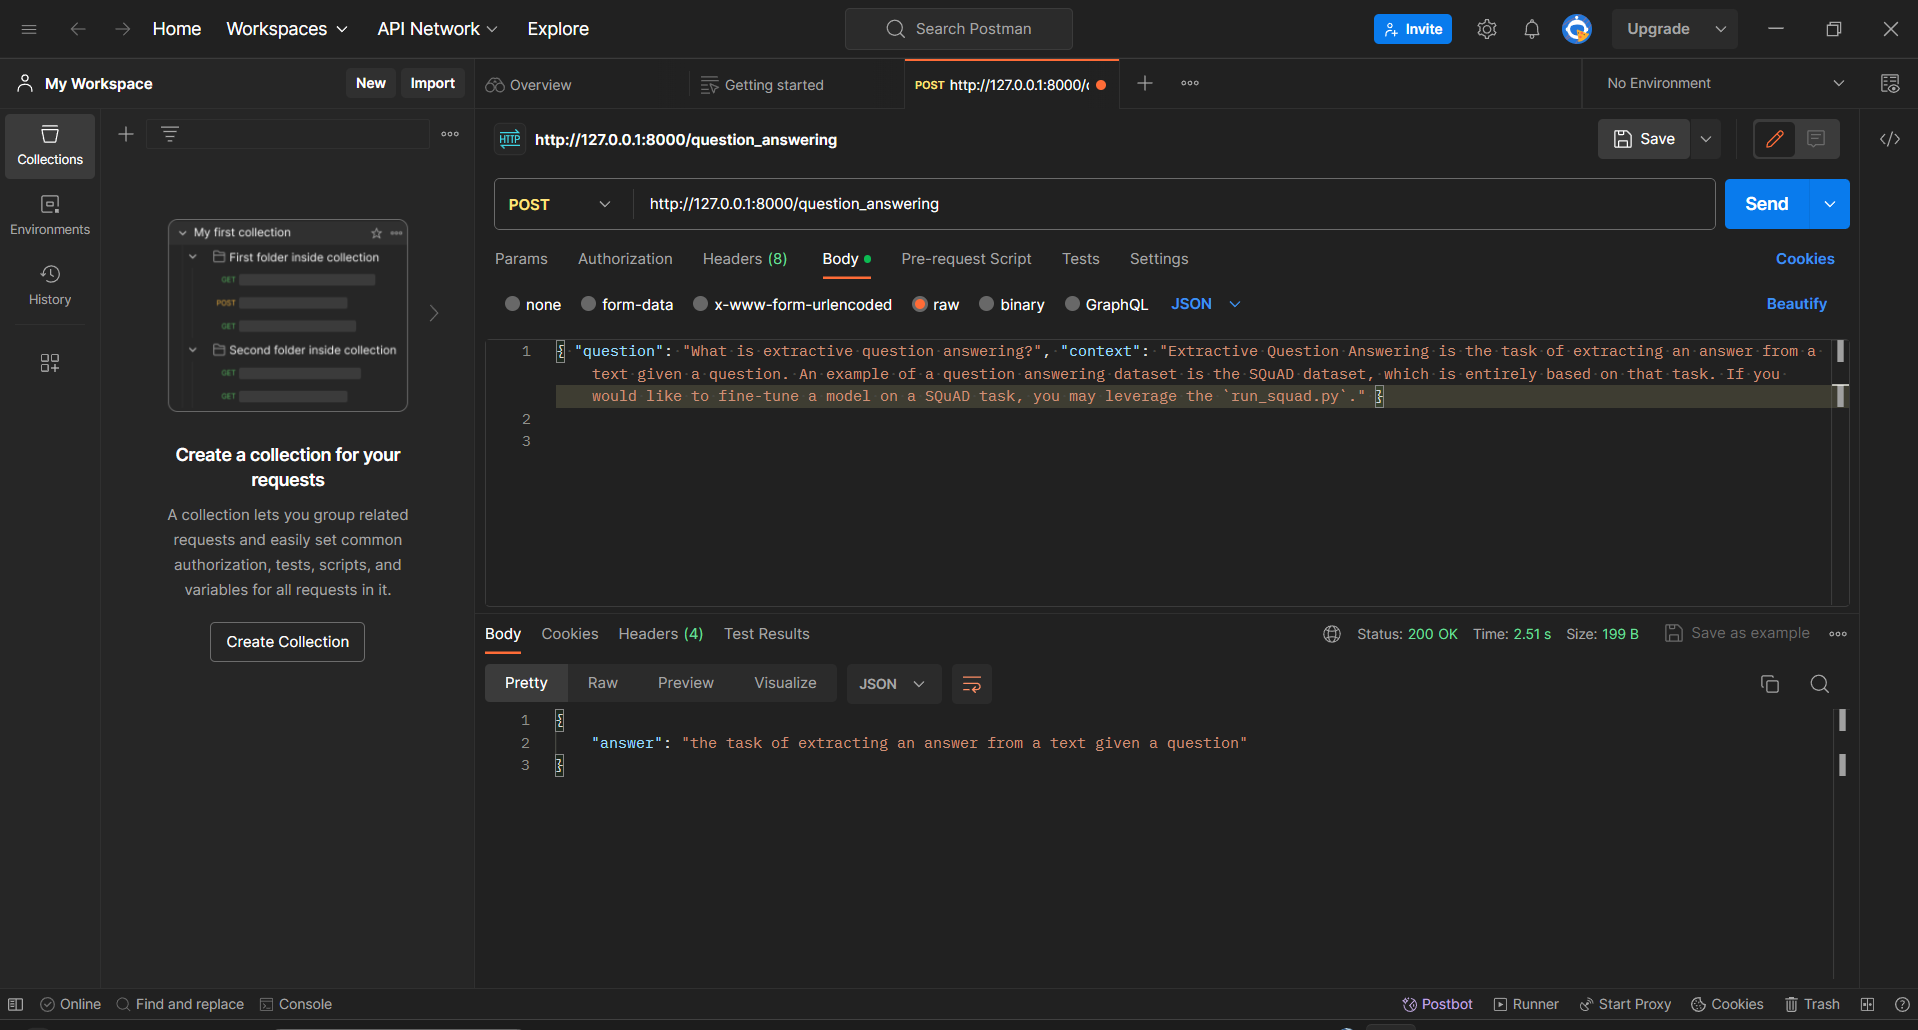 Home Workspaces API Network Explore Search Postman Invite Upgrade
My Workspace New Import Overview Getting started POST http://127.0.0.1:8000/ No Environment
Collections
HTTP http://127.0.0.1:8000/question_answering Save
Environments
POST http://127.0.0.1:8000/question_answering Send
History
Params Authorization Headers (8) Body Pre-request Script Tests Settings Cookies
none form-data x-www-form-urlencoded raw binary GraphQL JSON Beautify
My first collection
First folder inside collection
GET
POST
GET
Second folder inside collection
GET
GET
Create a collection for your
requests
A collection lets you group related
requests and easily set common
authorization, tests, scripts, and
variables for all requests in it.
Create Collection
1 { "question": "What is extractive question answering?", "context": "Extractive Question Answering is the task of extracting an answer from a
text given a question. An example of a question answering dataset is the SQuAD dataset, which is entirely based on that task. If you
would like to fine-tune a model on a SQuAD task, you may leverage the `run_squad.py`." }
2
3
Body Cookies Headers (4) Test Results Status: 200 OK Time: 2.51 s Size: 199 B Save as example
Pretty Raw Preview Visualize JSON
1 {
2 "answer": "the task of extracting an answer from a text given a question"
3 }
Online Find and replace Console Postbot Runner Start Proxy Cookies Trash